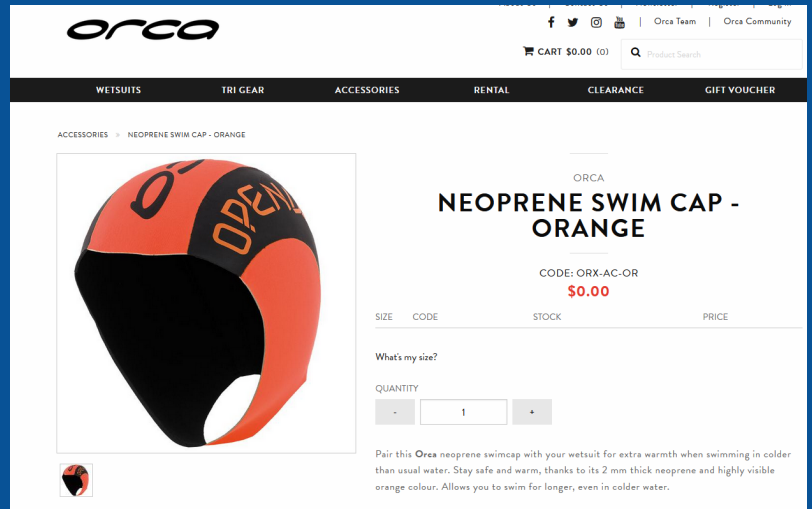 orca
| Orca Team | Orca Community
CART $0.00 (0)
Product Search
WETSUITS TRI GEAR ACCESSORIES RENTAL CLEARANCE GIFT VOUCHER
ACCESSORIES > NEOPRENE SWIM CAP - ORANGE
ORCA
NEOPRENE SWIM CAP -
ORANGE
CODE: ORX-AC-OR
$0.00
SIZE CODE STOCK PRICE
What's my size?
QUANTITY
- 1 +
Pair this Orca neoprene swimcap with your wetsuit for extra warmth when swimming in colder
than usual water. Stay safe and warm, thanks to its 2 mm thick neoprene and highly visible
orange colour. Allows you to swim for longer, even in colder water.